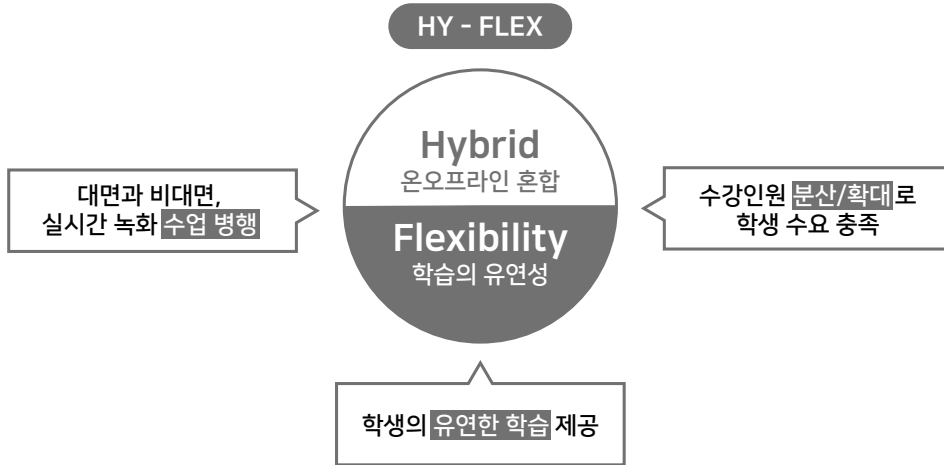 HY - FLEX
Hybrid
온오프라인 혼합
Flexibility
학습의 유연성
대면과 비대면,
실시간 녹화 수업 병행
수강인원 분산/확대로
학생 수요 충족
학생의 유연한 학습 제공